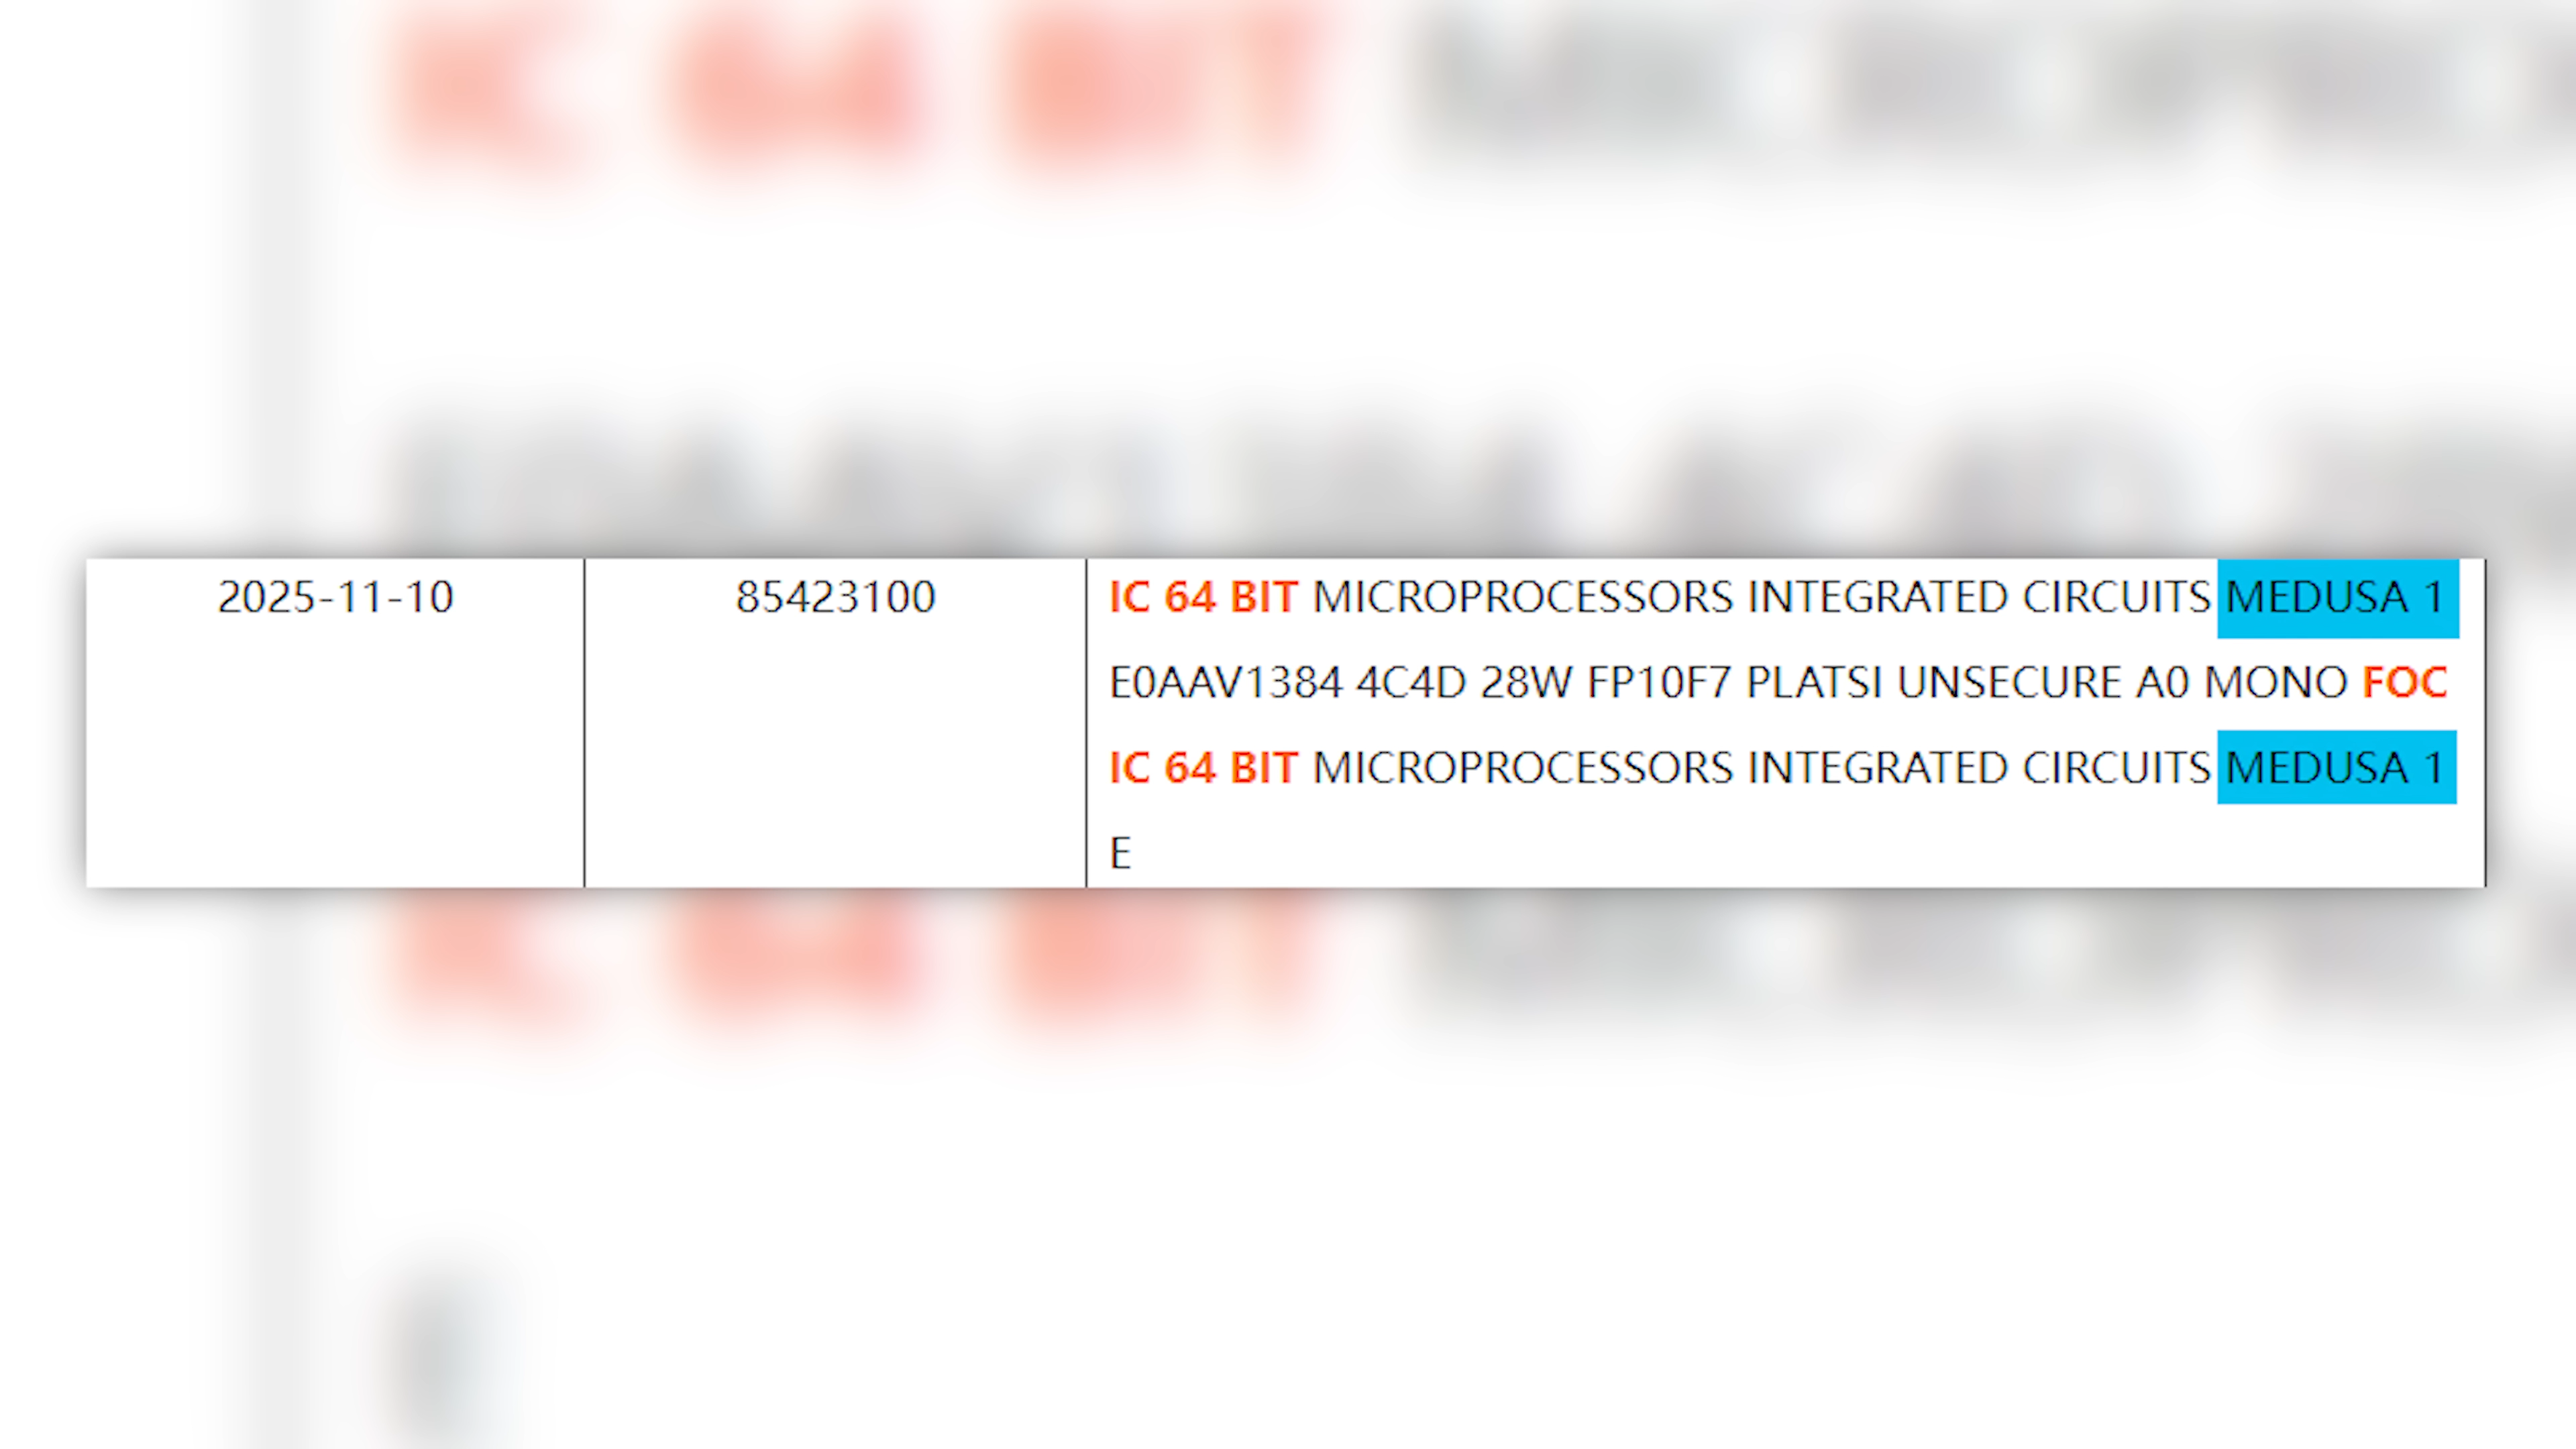 2025-11-10 85423100 IC 64 BIT MICROPROCESSORS INTEGRATED CIRCUITS MEDUSA 1
E0AAV1384 4C4D 28W FP10F7 PLATSI UNSECURE A0 MONO FOC
IC 64 BIT MICROPROCESSORS INTEGRATED CIRCUITS MEDUSA 1
E